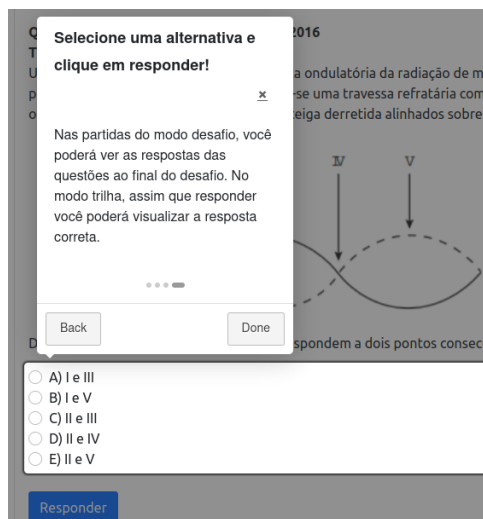 Q
2016
Selecione uma alternativa e
clique em responder!
×
T
U
a ondulatória da radiação de m
p
-se uma travessa refratária com
o
teiga derretida alinhados sobre
Nas partidas do modo desafio, você
poderá ver as respostas das
questões ao final do desafio. No
modo trilha, assim que responder
você poderá visualizar a resposta
correta.
IV V
Back Done
D
spondem a dois pontos consec
A) I e III
B) I e V
C) II e III
D) II e IV
E) II e V
Responder